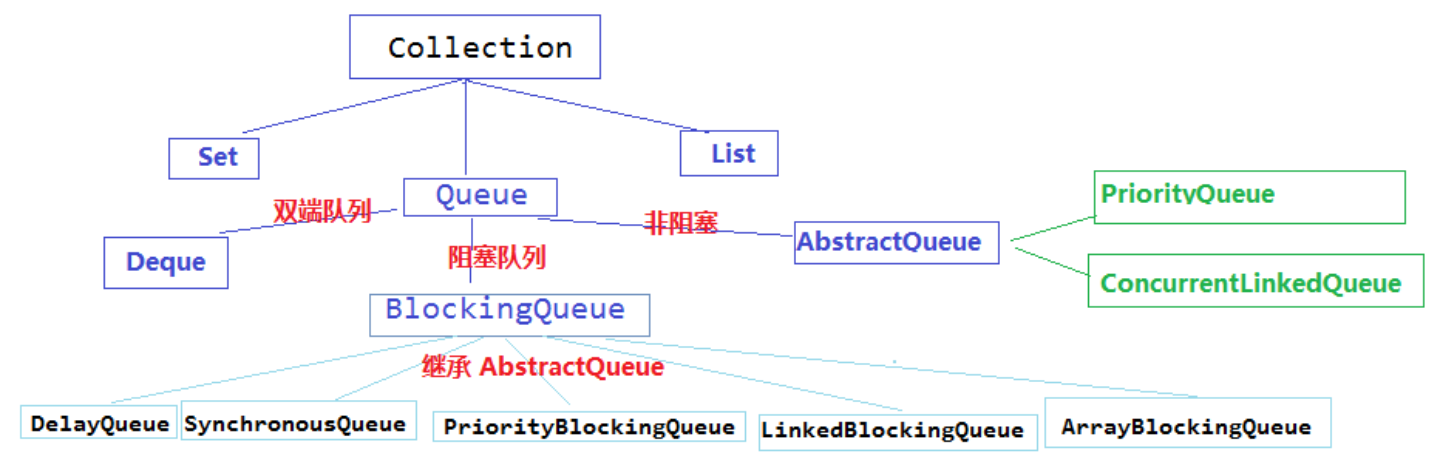 Collection
Set
List
Queue
双端队列
非阻塞
PriorityQueue
Deque
阻塞队列
AbstractQueue
ConcurrentLinkedQueue
BlockingQueue
继承 AbstractQueue
DelayQueue
SynchronousQueue
PriorityBlockingQueue
LinkedBlockingQueue
ArrayBlockingQueue